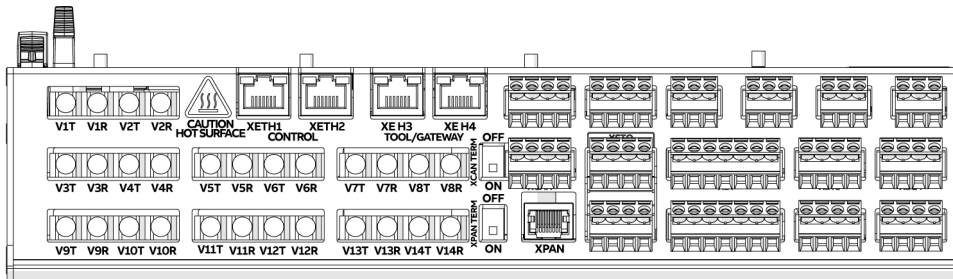 V1T V1R V2T V2R
CAUTION
HOT SURFACE
XETH1 XETH2
CONTROL
XE H3 XE H4
TOOL/GATEWAY
OFF
XCAN TERM
ON
V3T V3R V4T V4R
V5T V5R V6T V6R
V7T V7R V8T V8R
OFF
XPAN TERM
ON
V9T V9R V10T V10R
V11T V11R V12T V12R
V13T V13R V14T V14R
XPAN